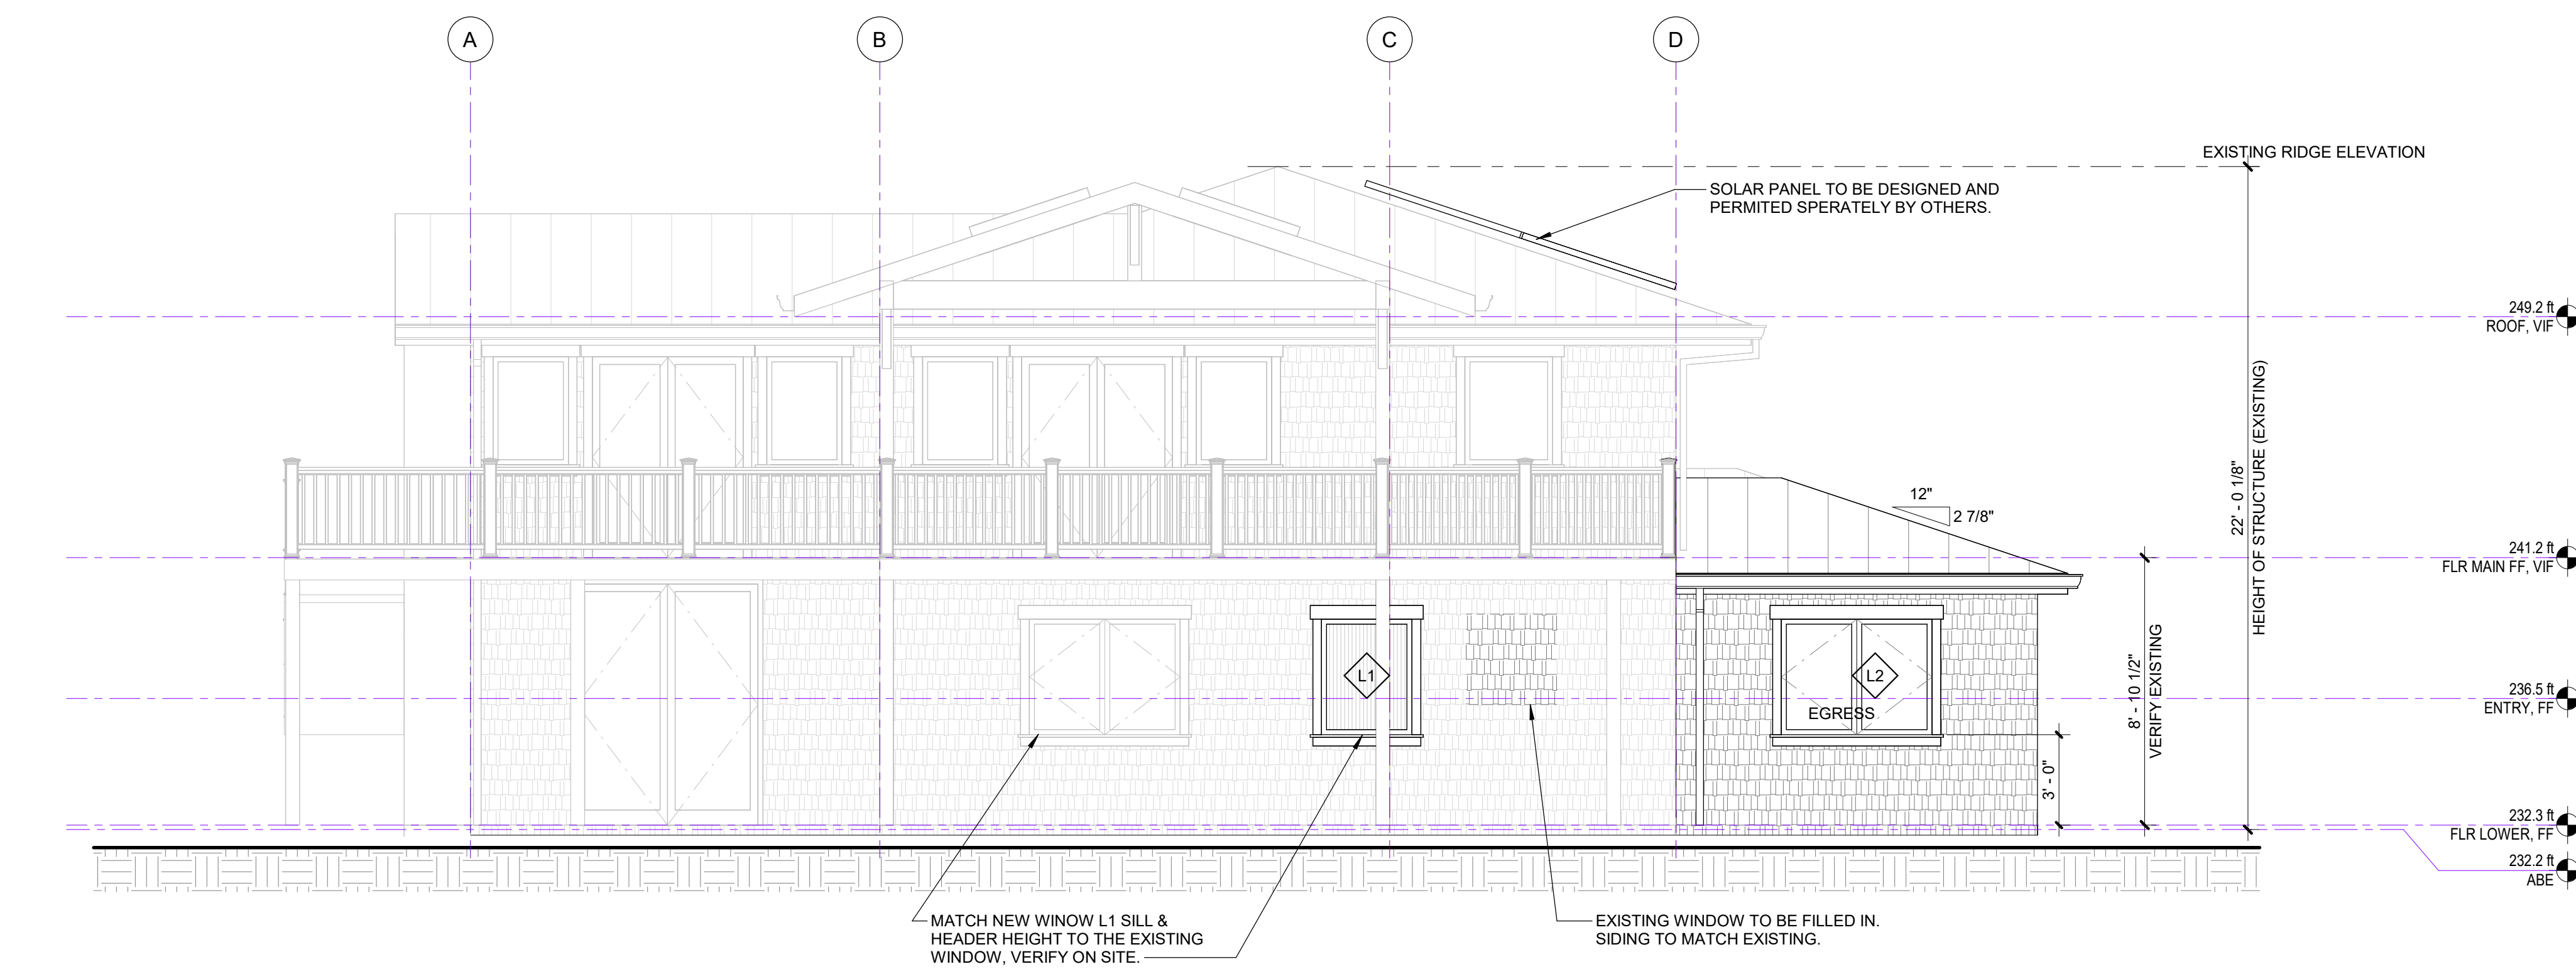 A
B
C
D
EXISTING RIDGE ELEVATION
SOLAR PANEL TO BE DESIGNED AND
PERMITED SPERATELY BY OTHERS.
249.2 ft
ROOF, VIF
22' - 0 1/8"
HEIGHT OF STRUCTURE (EXISTING)
12"
2 7/8"
241.2 ft
FLR MAIN FF, VIF
8' - 10 1/2"
VERIFY EXISTING
L1
L2
EGRESS
236.5 ft
ENTRY, FF
3' - 0"
232.3 ft
FLR LOWER, FF
232.2 ft
ABE
MATCH NEW WINOW L1 SILL &
HEADER HEIGHT TO THE EXISTING
WINDOW, VERIFY ON SITE.
EXISTING WINDOW TO BE FILLED IN.
SIDING TO MATCH EXISTING.